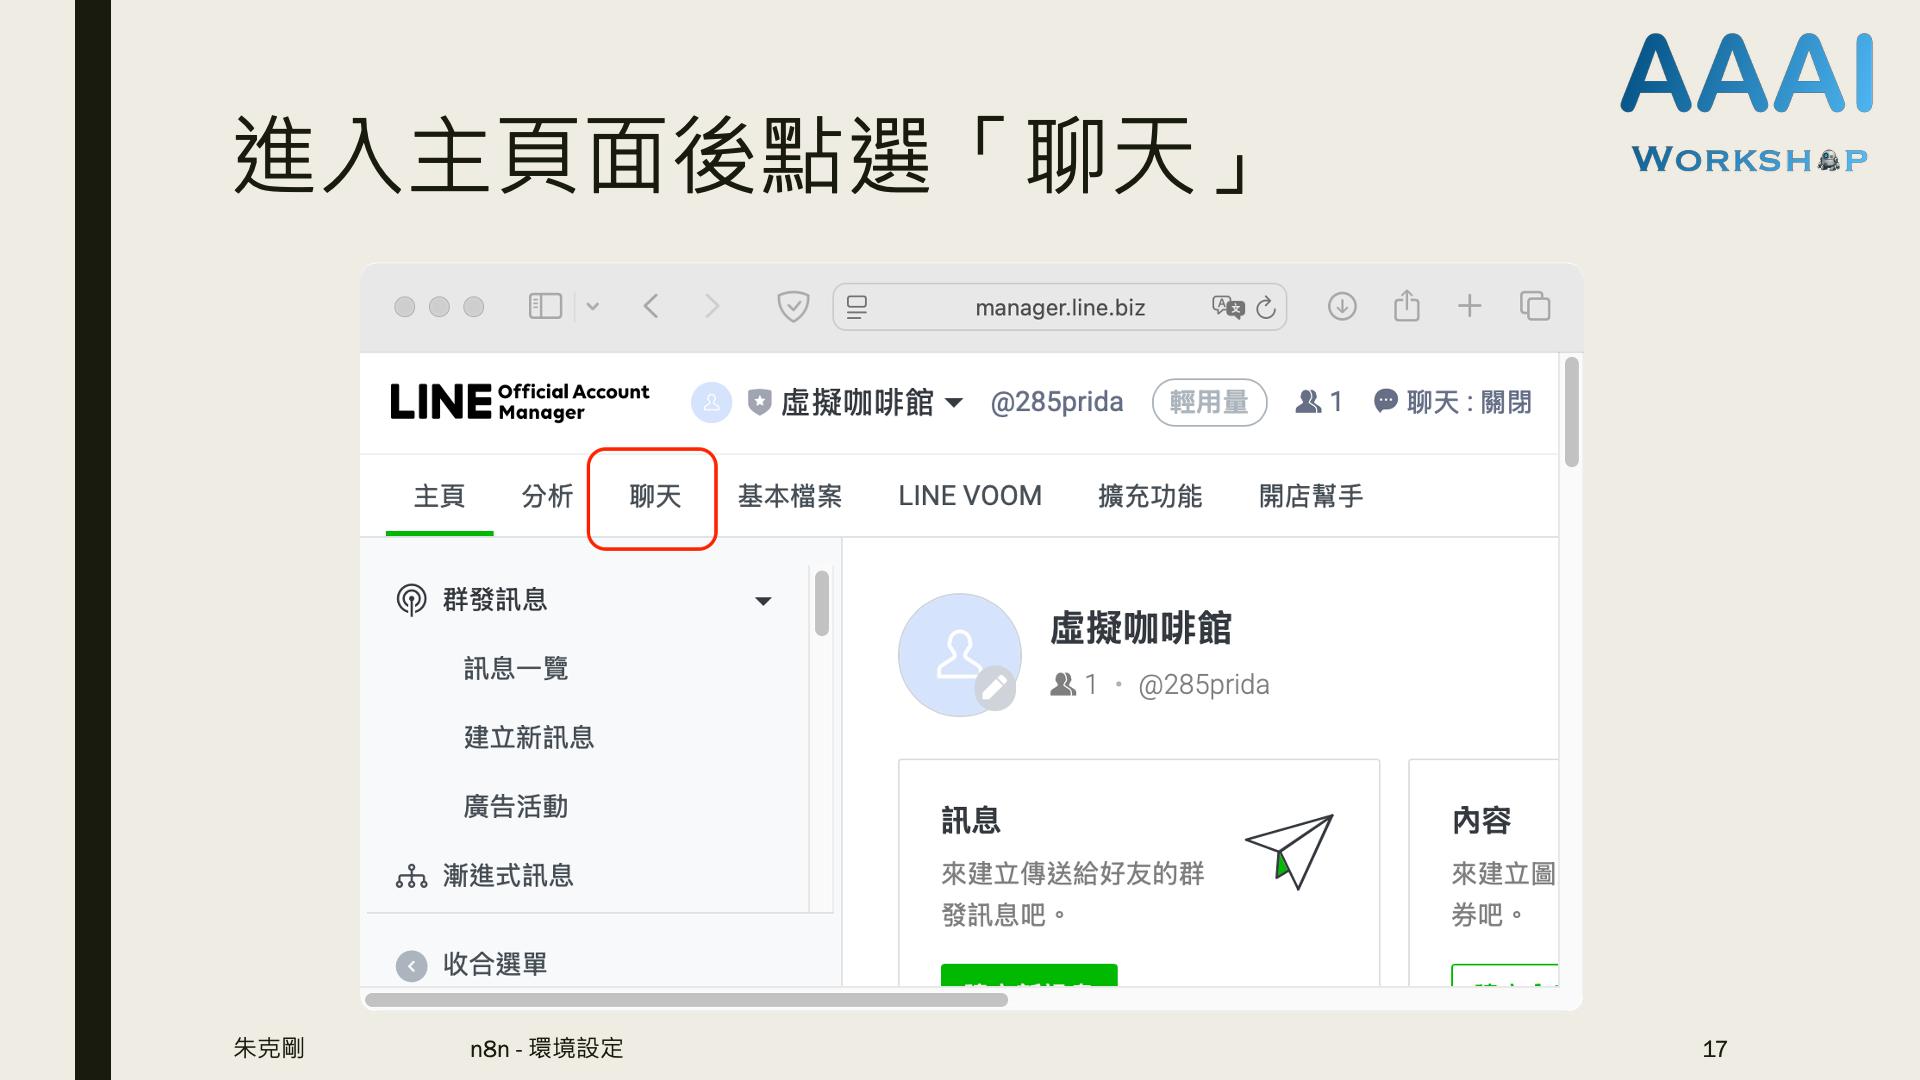 AAAI
WORKSHOP
進入主頁面後點選「聊天」
manager.line.biz
LINE Official Account Manager
虛擬咖啡館
@285prida
輕用量
1
聊天 : 關閉
主頁
分析
聊天
基本檔案
LINE VOOM
擴充功能
開店幫手
群發訊息
訊息一覽
建立新訊息
廣告活動
漸進式訊息
收合選單
虛擬咖啡館
1 • @285prida
訊息
來建立傳送給好友的群
發訊息吧。
內容
來建立圖
券吧。
朱克剛
n8n - 環境設定
17